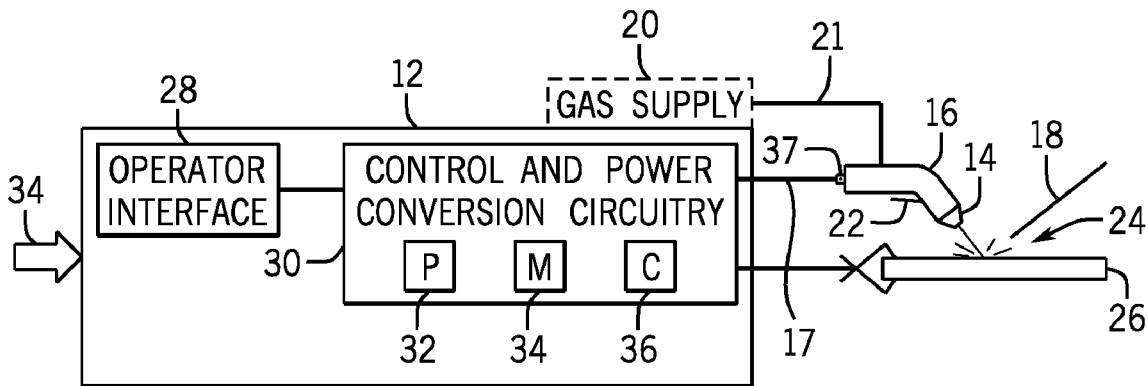 20
21
12
28
GAS SUPPLY
16
37
14
18
OPERATOR
INTERFACE
CONTROL AND POWER
CONVERSION CIRCUITRY
34
22
24
30
P
M
C
32
34
36
17
26